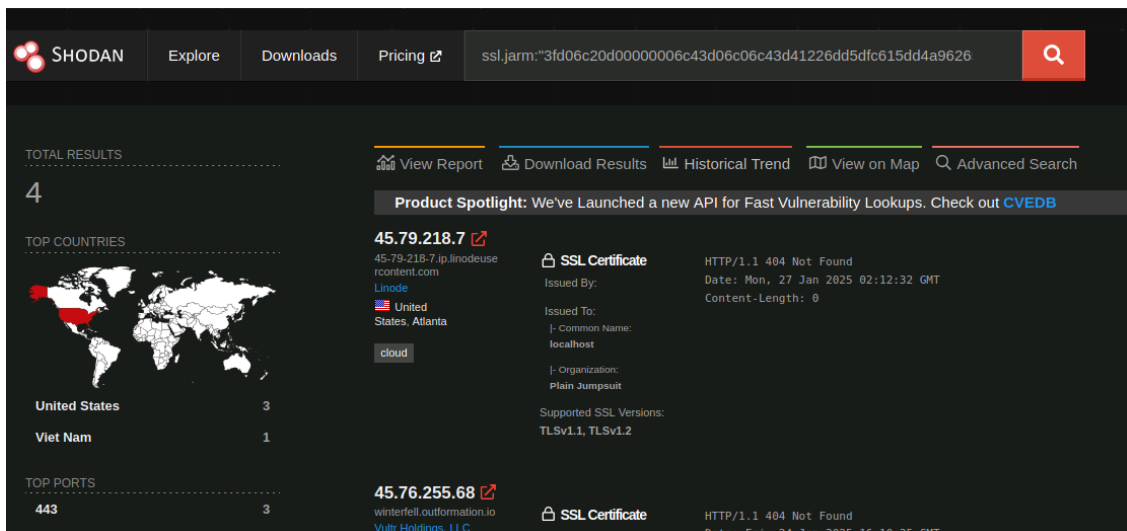 SHODAN
Explore
Downloads
Pricing
ssl.jarm:"3fd06c20d00000006c43d06c06c43d41226dd5dfc615dd4a9626
TOTAL RESULTS
4
TOP COUNTRIES
United States 3
Viet Nam 1
TOP PORTS
443 3
View Report
Download Results
Historical Trend
View on Map
Advanced Search
Product Spotlight: We've Launched a new API for Fast Vulnerability Lookups. Check out CVEDB
45.79.218.7
45-79-218-7.ip.linodeuse
rcontent.com
Linode
United
States, Atlanta
cloud
SSL Certificate
Issued By:
Issued To:
|- Common Name:
localhost
|- Organization:
Plain Jumpsuit
Supported SSL Versions:
TLSv1.1, TLSv1.2
HTTP/1.1 404 Not Found
Date: Mon, 27 Jan 2025 02:12:32 GMT
Content-Length: 0
45.76.255.68
winterfell.outformation.io
Vultr Holdings, LLC
SSL Certificate
HTTP/1.1 404 Not Found